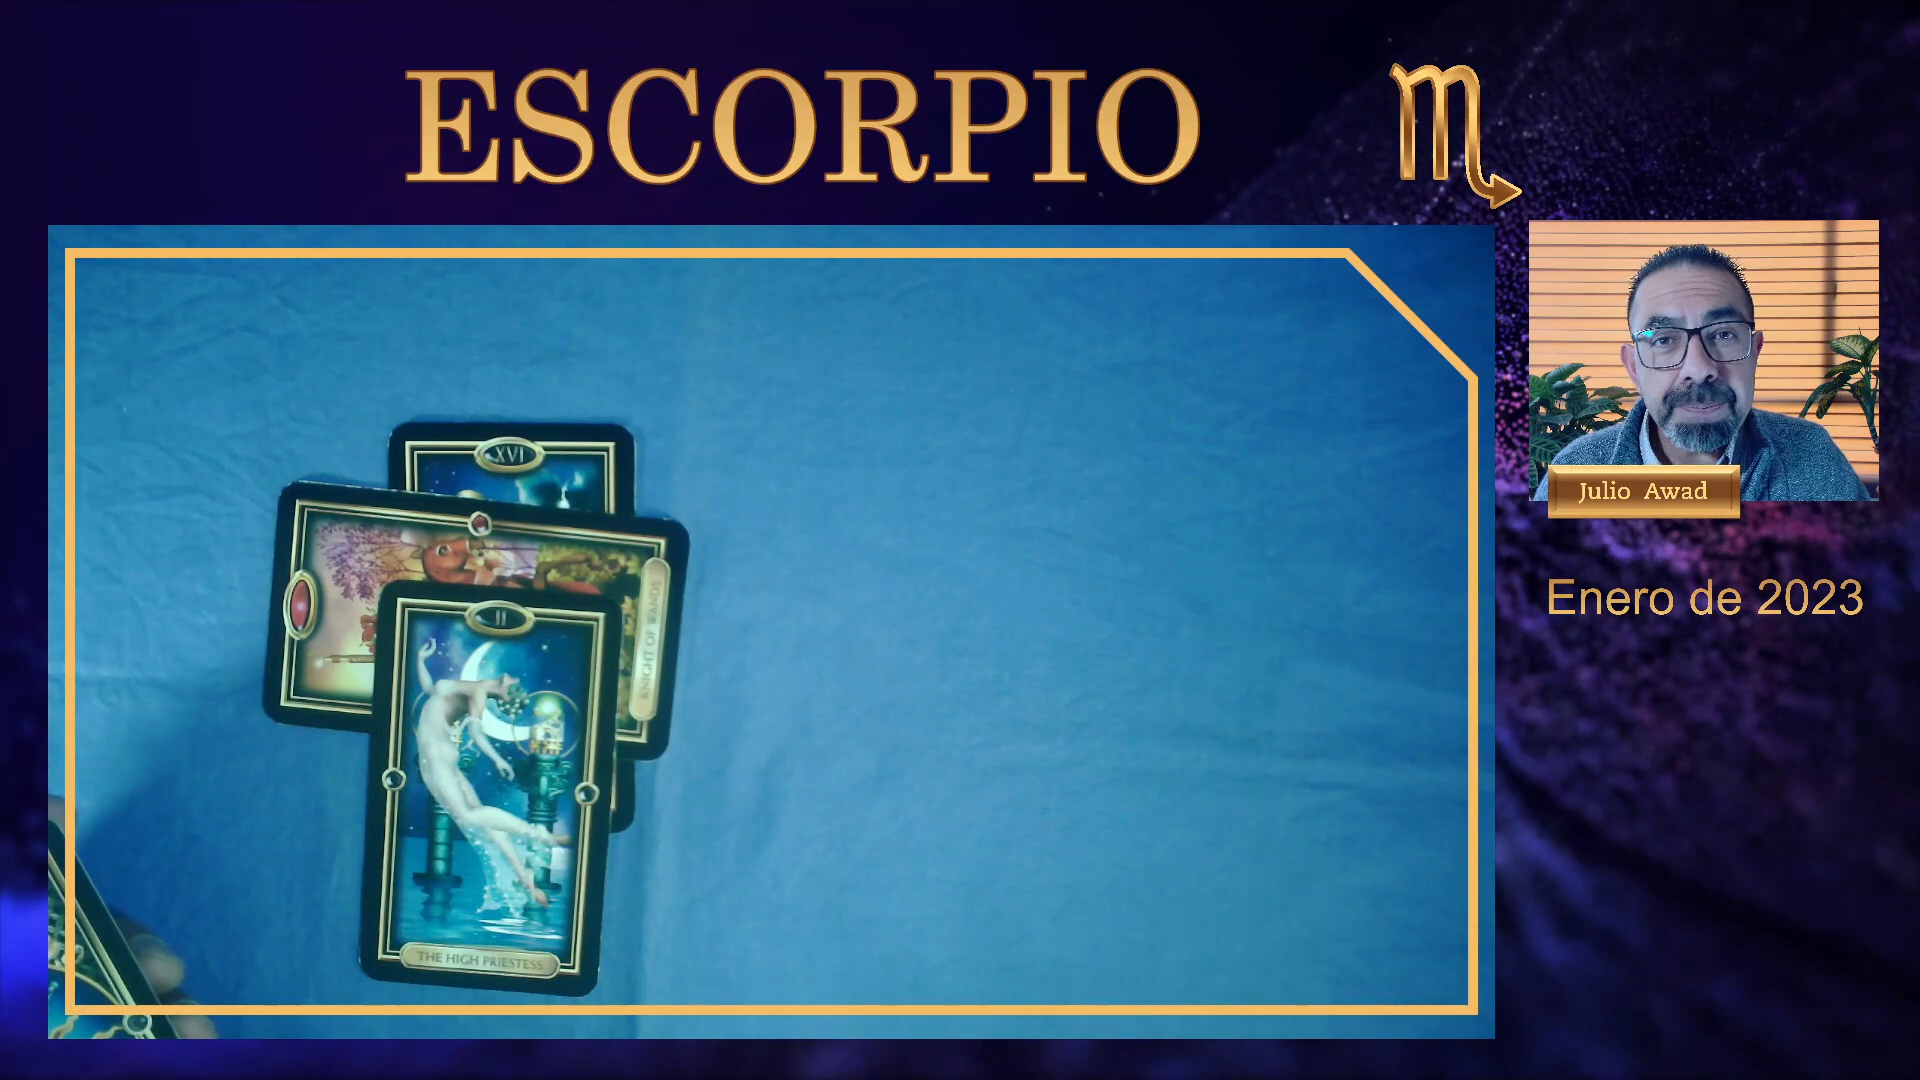 ESCORPIO
Julio Awad
Enero de 2023
XVI
KNIGHT OF WANDS
II
THE HIGH PRIESTESS